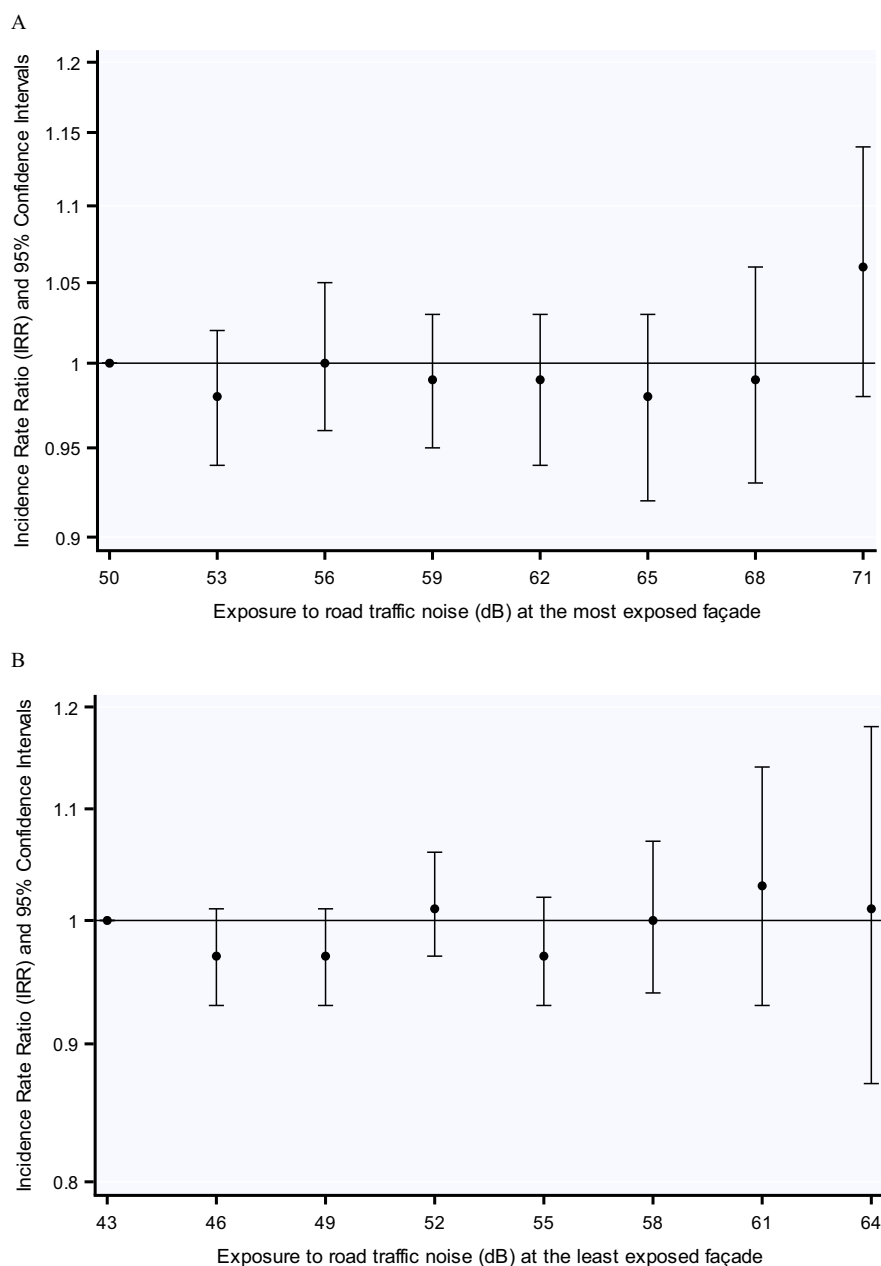 A
Incidence Rate Ratio (IRR) and 95% Confidence Intervals
1.2
1.15
1.1
1.05
1
0.95
0.9
50 53 56 59 62 65 68 71
Exposure to road traffic noise (dB) at the most exposed façade
B
Incidence Rate Ratio (IRR) and 95% Confidence Intervals
1.2
1.1
1
0.9
0.8
43 46 49 52 55 58 61 64
Exposure to road traffic noise (dB) at the least exposed façade